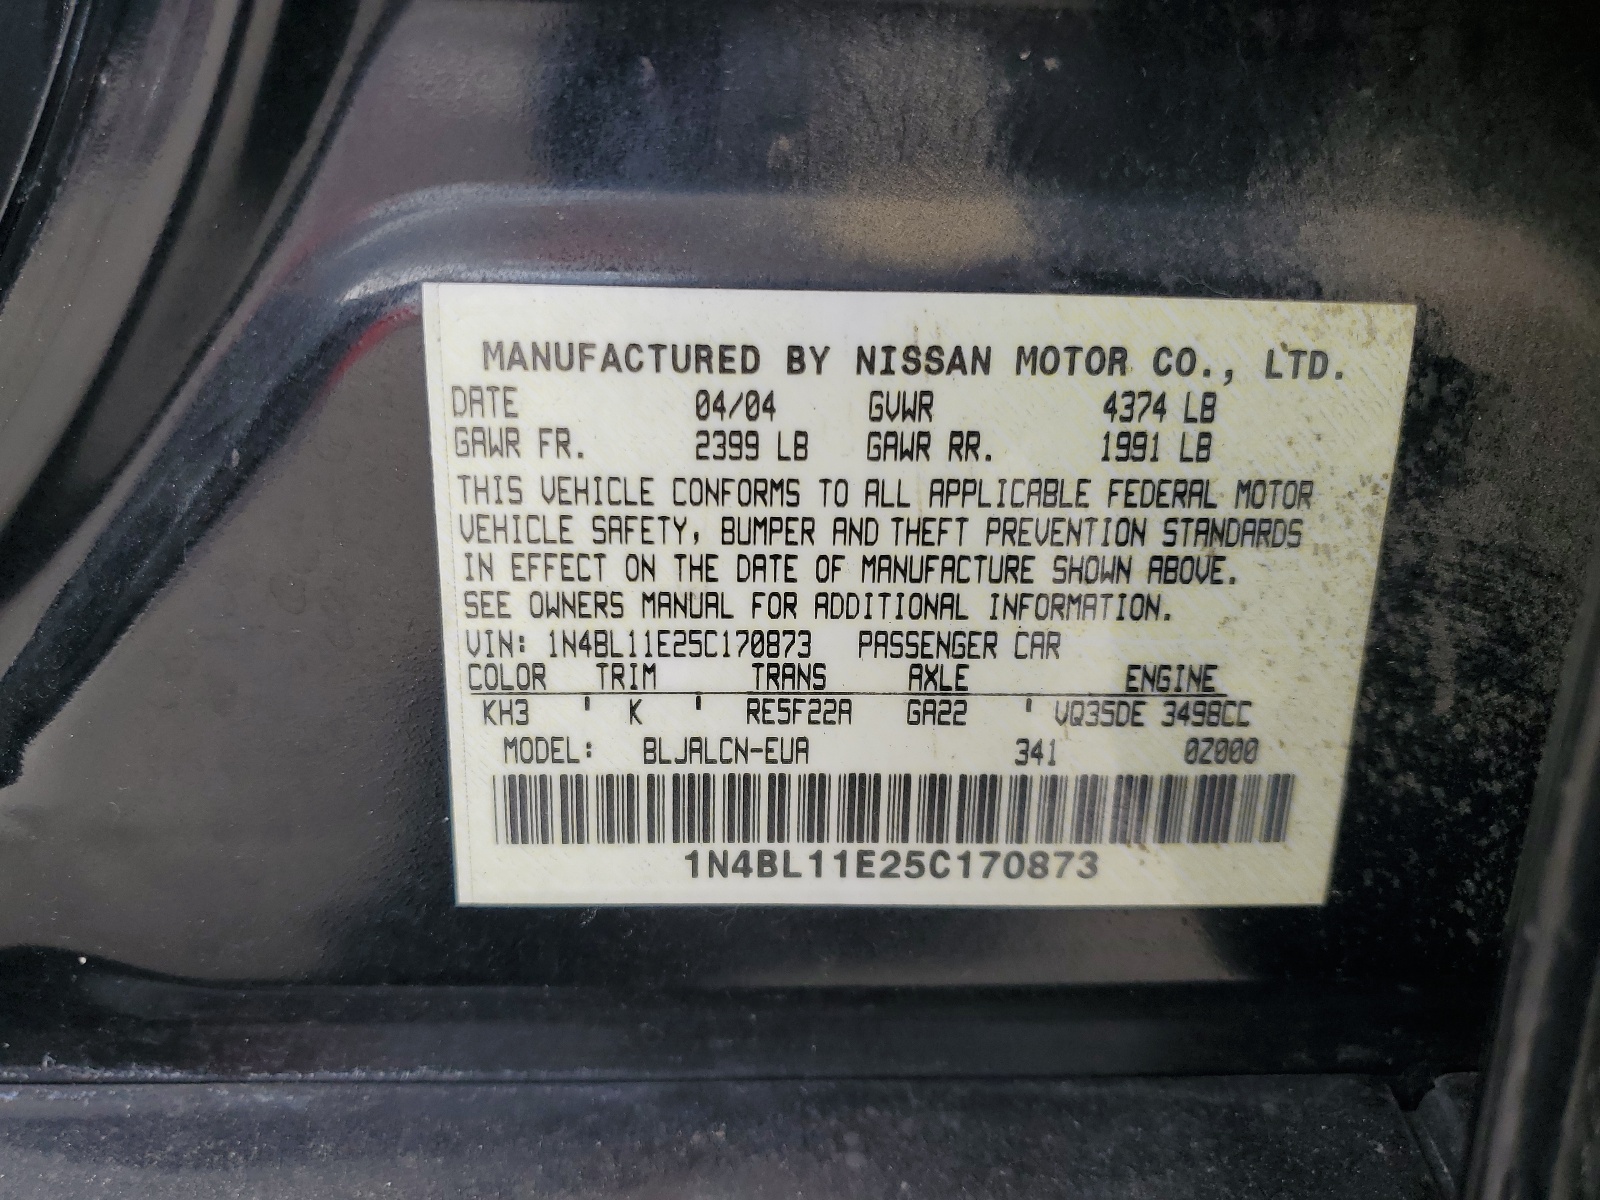 MANUFACTURED BY NISSAN MOTOR CO., LTD.
DATE 04/04 GVWR 4374 LB
GAWR FR. 2399 LB GAWR RR. 1991 LB
THIS VEHICLE CONFORMS TO ALL APPLICABLE FEDERAL MOTOR
VEHICLE SAFETY, BUMPER AND THEFT PREVENTION STANDARDS
IN EFFECT ON THE DATE OF MANUFACTURE SHOWN ABOVE.
SEE OWNERS MANUAL FOR ADDITIONAL INFORMATION.
VIN: 1N4BL11E25C170873 PASSENGER CAR
COLOR TRIM TRANS AXLE ENGINE
KH3 ' K ' RE5F22A GA22 ' VQ35DE 3498CC
MODEL: BLJALCN-EUA 341 0Z000
1N4BL11E25C170873